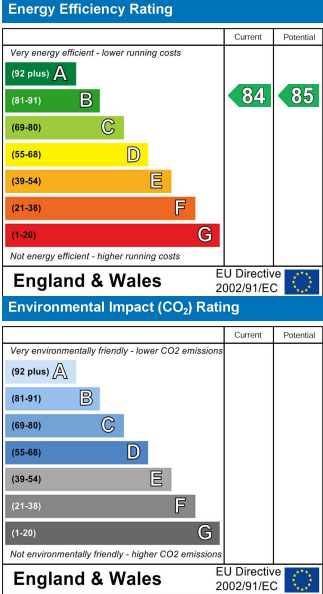 Energy Efficiency Rating
Current Potential
Very energy efficient - lower running costs
(92 plus) A
(81-91) B 84 85
(69-80) C
(55-68) D
(39-54) E
(21-38) F
(1-20) G
Not energy efficient - higher running costs
England & Wales EU Directive 2002/91/EC
Environmental Impact (CO₂) Rating
Current Potential
Very environmentally friendly - lower CO2 emissions
(92 plus) A
(81-91) B
(69-80) C
(55-68) D
(39-54) E
(21-38) F
(1-20) G
Not environmentally friendly - higher CO2 emissions
England & Wales EU Directive 2002/91/EC